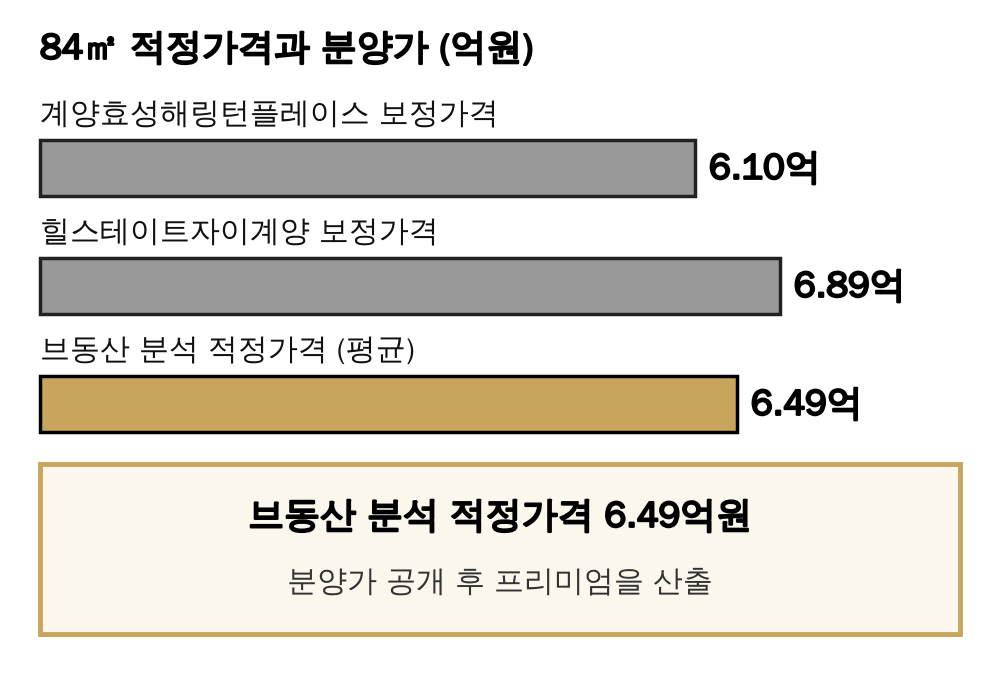 84㎡ 적정가격과 분양가 (억원)
계양효성해링턴플레이스 보정가격
6.10억
힐스테이트자이계양 보정가격
6.89억
브동산 분석 적정가격 (평균)
6.49억
브동산 분석 적정가격 6.49억원
분양가 공개 후 프리미엄을 산출